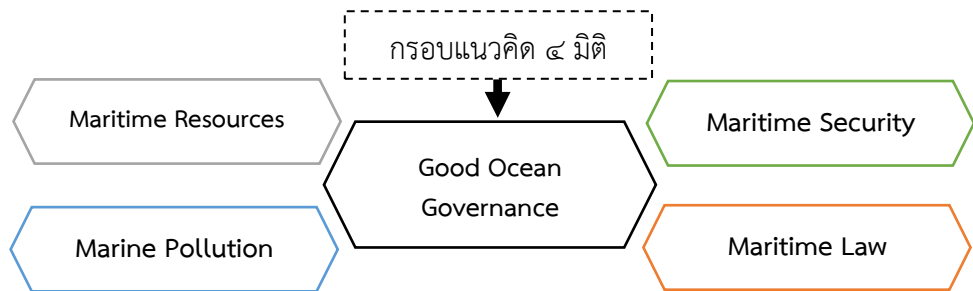 กรอบแนวคิด ๔ มิติ
Maritime Resources
Maritime Security
Good Ocean
Governance
Marine Pollution
Maritime Law